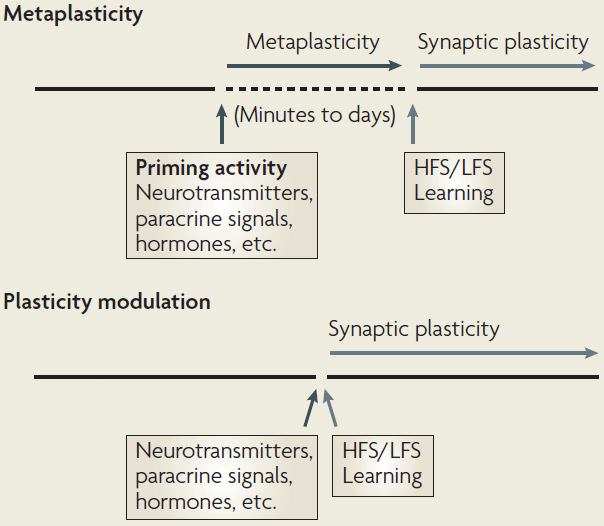 Metaplasticity
Metaplasticity
Synaptic plasticity
(Minutes to days)
Priming activity
Neurotransmitters,
paracrine signals,
hormones, etc.
HFS/LFS
Learning
Plasticity modulation
Synaptic plasticity
Neurotransmitters,
paracrine signals,
hormones, etc.
HFS/LFS
Learning